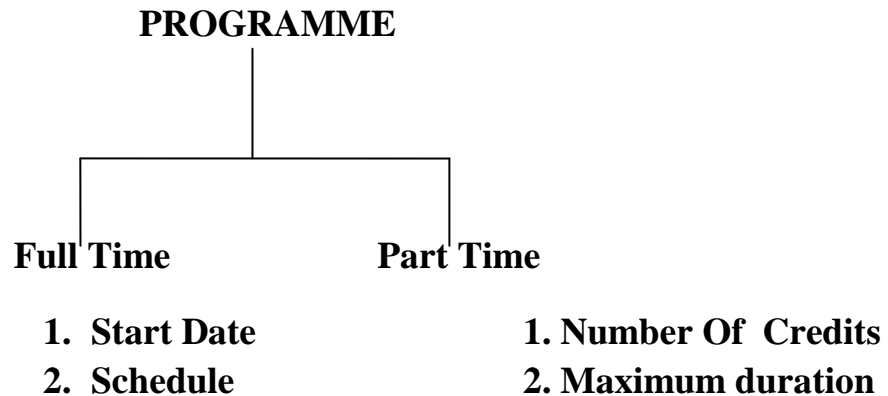 PROGRAMME
Full Time
Part Time
1. Start Date
2. Schedule
1. Number Of Credits
2. Maximum duration